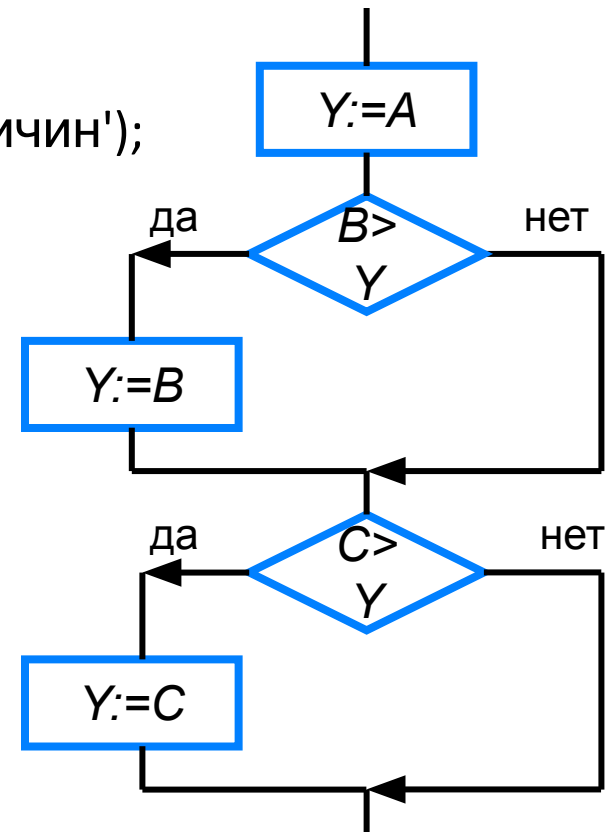 Y:=A
ичин');
да
B>
нет
Y
Y:=B
да
C>
нет
Y
Y:=C